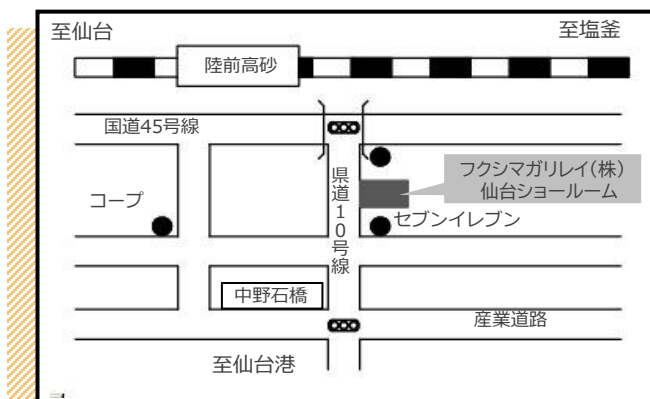 至仙台
至塩釜
陸前高砂
国道45号線
フクシマガリレイ(株)
仙台ショールーム
県道10号線
コープ
セブンイレブン
中野石橋
産業道路
至仙台港